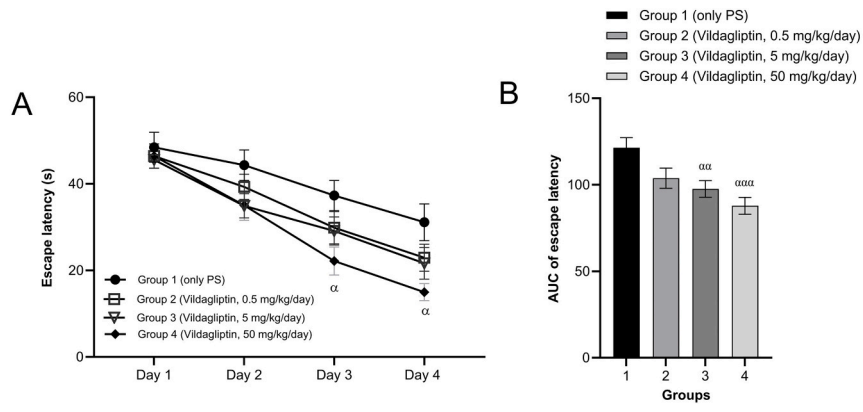 A
Escape latency (s)
60
40
20
0
Group 1 (only PS)
Group 2 (Vildagliptin, 0.5 mg/kg/day)
Group 3 (Vildagliptin, 5 mg/kg/day)
Group 4 (Vildagliptin, 50 mg/kg/day)
α
α
Day 1
Day 2
Day 3
Day 4
Group 1 (only PS)
Group 2 (Vildagliptin, 0.5 mg/kg/day)
Group 3 (Vildagliptin, 5 mg/kg/day)
Group 4 (Vildagliptin, 50 mg/kg/day)
B
AUC of escape latency
150
100
50
0
αα
ααα
1
2
3
4
Groups